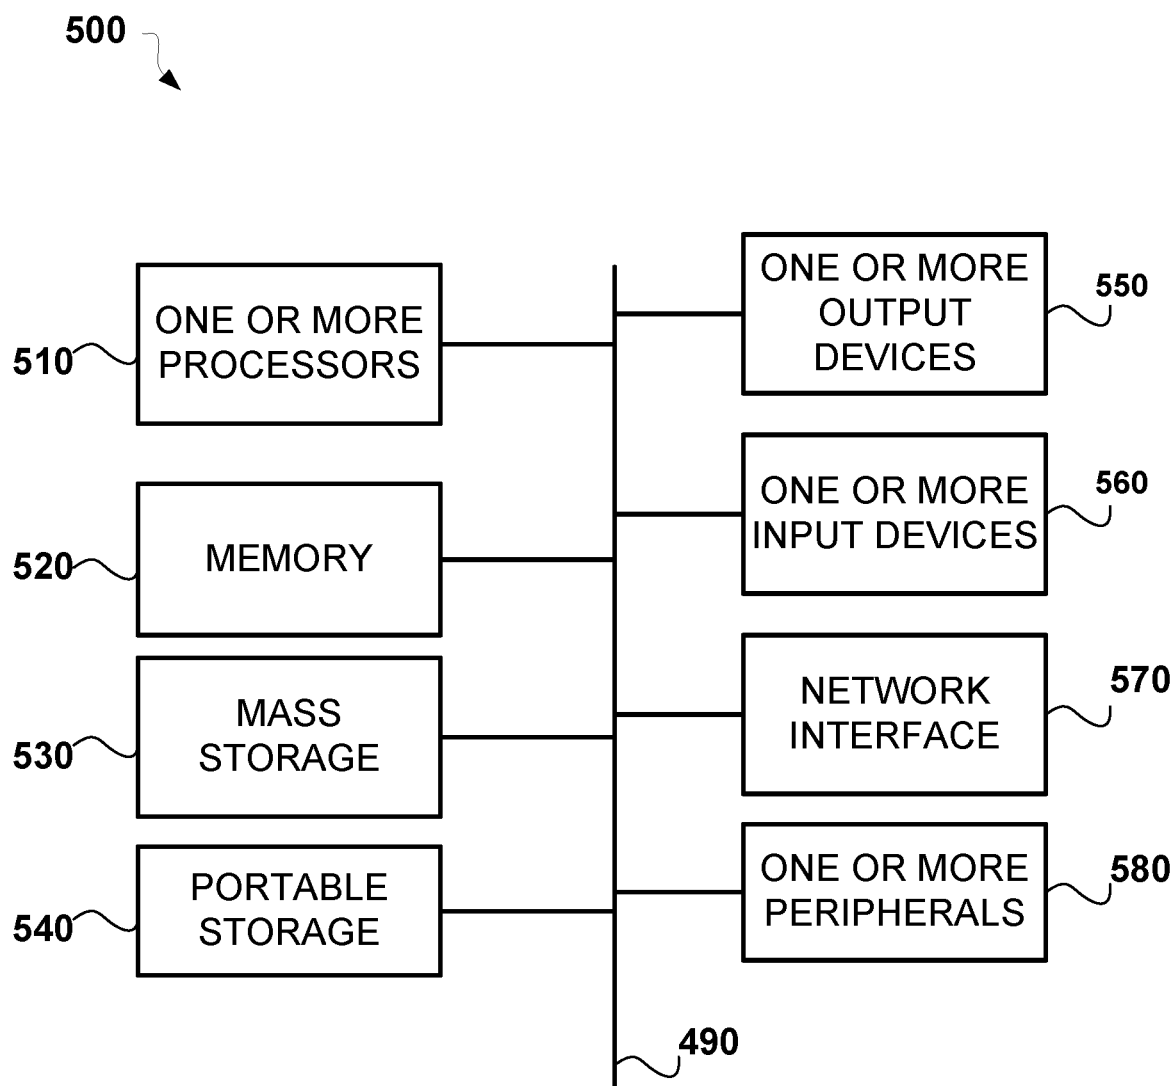 500
510
ONE OR MORE
PROCESSORS
520
MEMORY
530
MASS
STORAGE
540
PORTABLE
STORAGE
ONE OR MORE
OUTPUT
DEVICES
550
ONE OR MORE
INPUT DEVICES
560
NETWORK
INTERFACE
570
ONE OR MORE
PERIPHERALS
580
490